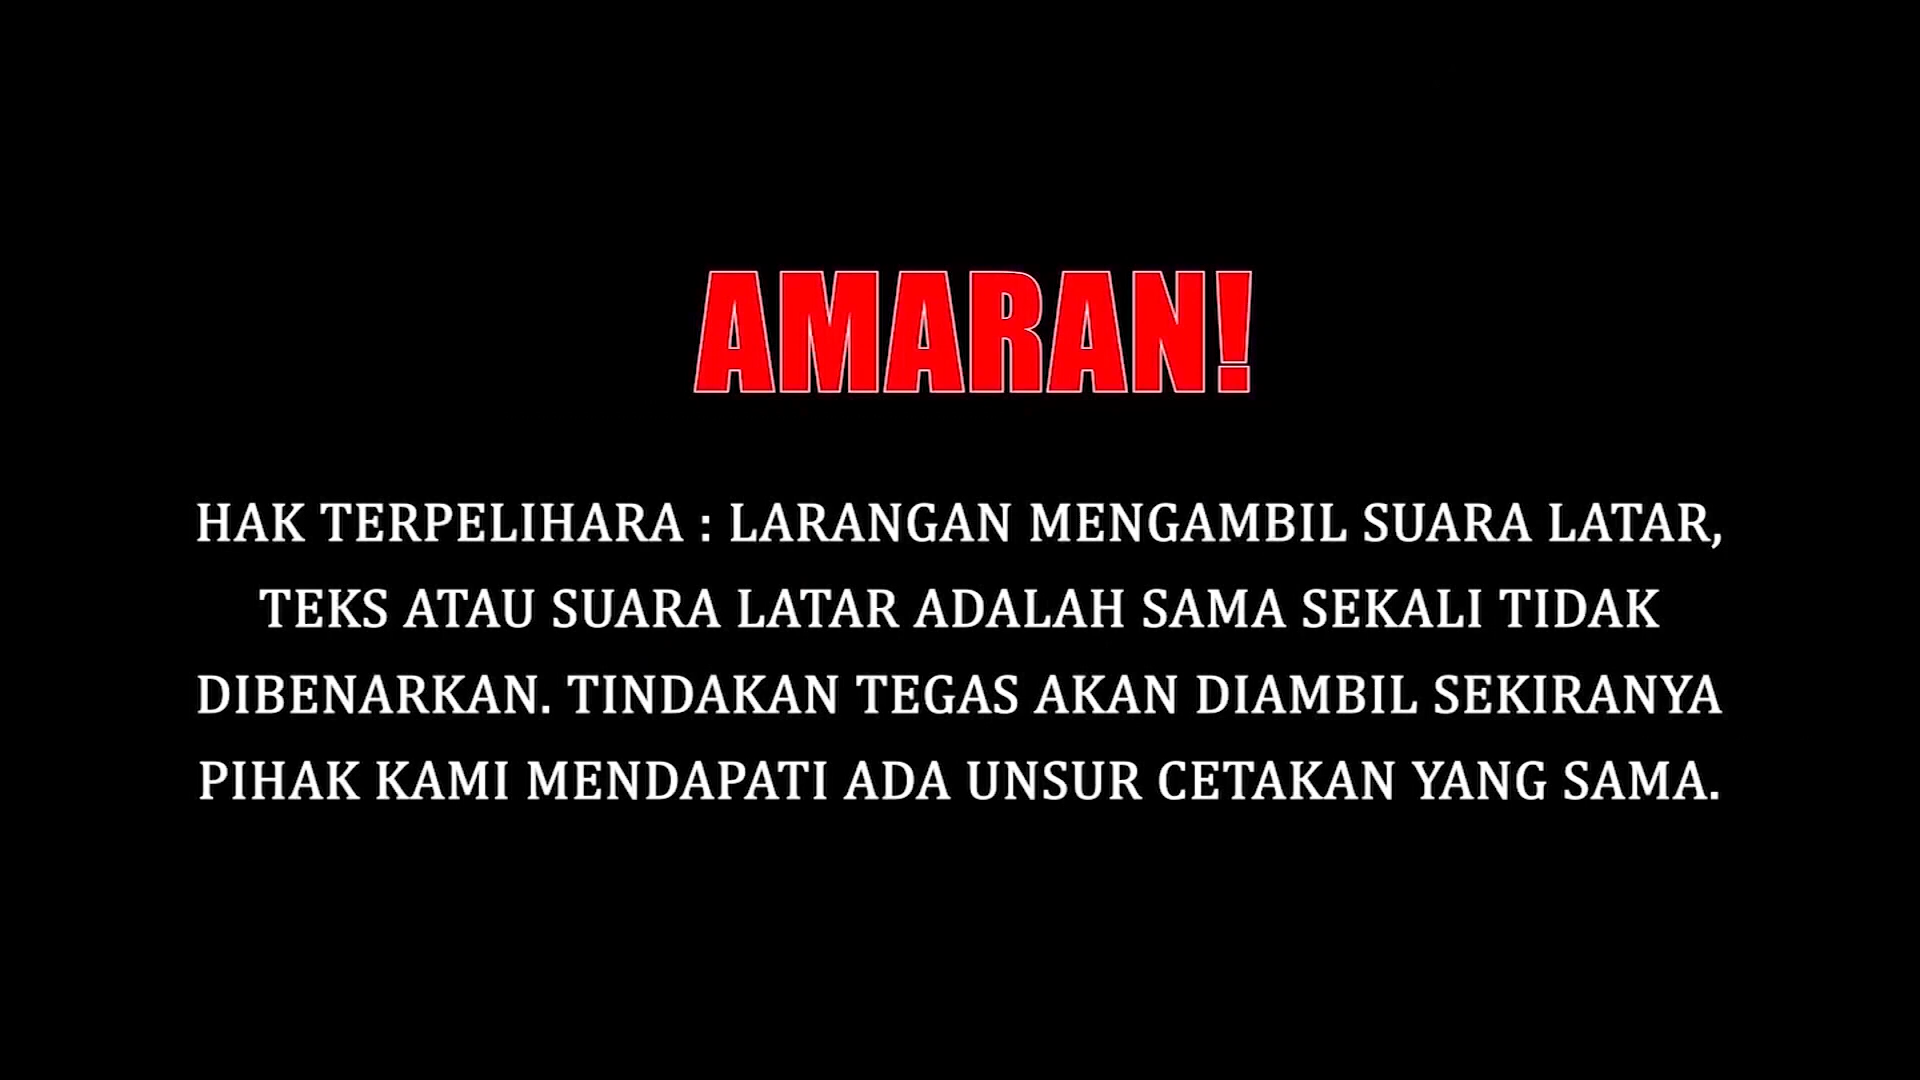 AMARAN!
HAK TERPELIHARA : LARANGAN MENGAMBIL SUARA LATAR,
TEKS ATAU SUARA LATAR ADALAH SAMA SEKALI TIDAK
DIBENARKAN. TINDAKAN TEGAS AKAN DIAMBIL SEKIRANYA
PIHAK KAMI MENDAPATI ADA UNSUR CETAKAN YANG SAMA.